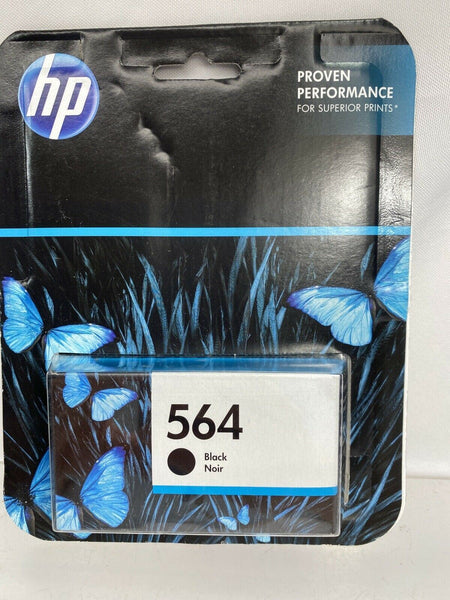 hp
PROVEN
PERFORMANCE
FOR SUPERIOR PRINTS*
564
Black
Noir